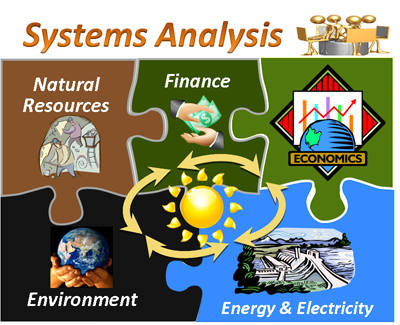 Systems Analysis
Natural
Resources
Finance
ECONOMICS
Environment
Energy & Electricity